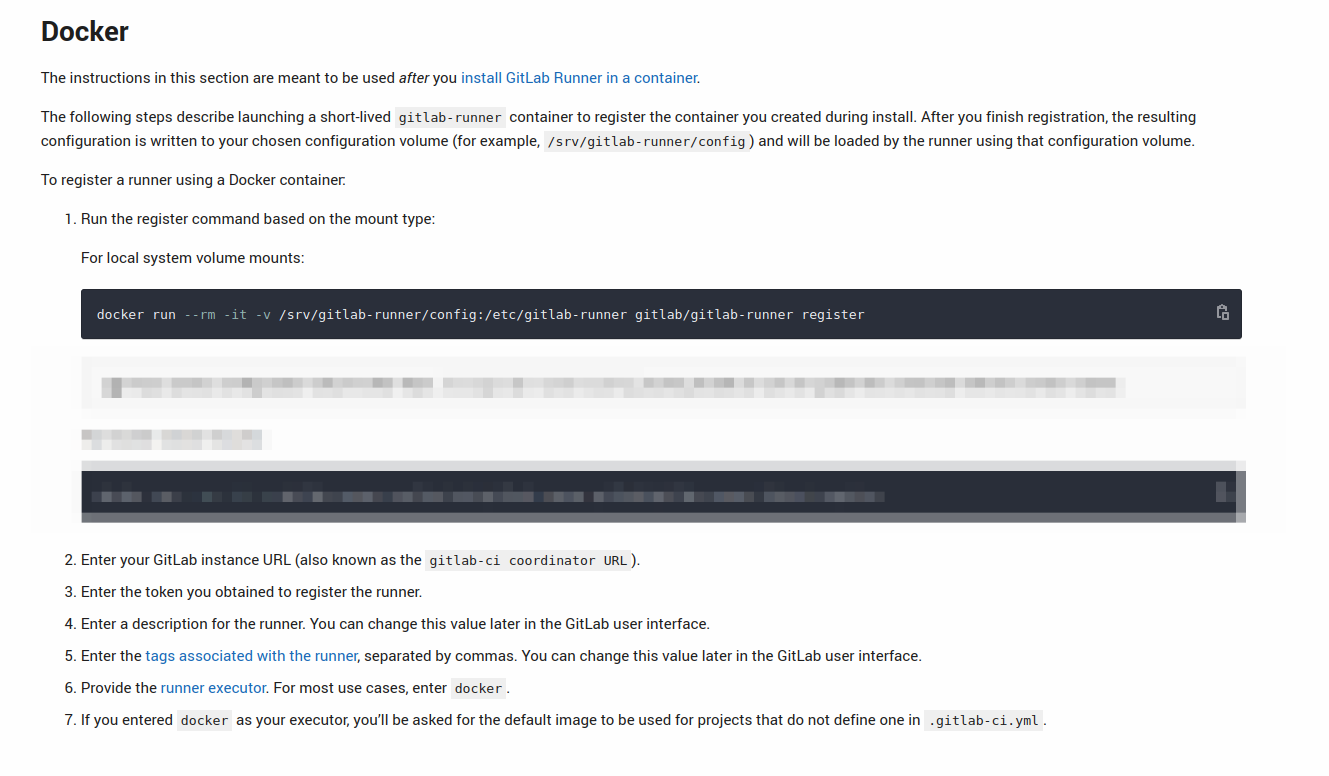 Docker
The instructions in this section are meant to be used after you install GitLab Runner in a container.
The following steps describe launching a short-lived gitlab-runner container to register the container you created during install. After you finish registration, the resulting
configuration is written to your chosen configuration volume (for example, /srv/gitlab-runner/config) and will be loaded by the runner using that configuration volume.
To register a runner using a Docker container:
1. Run the register command based on the mount type:
For local system volume mounts:
docker run --rm -it -v /srv/gitlab-runner/config:/etc/gitlab-runner gitlab/gitlab-runner register
2. Enter your GitLab instance URL (also known as the gitlab-ci coordinator URL).
3. Enter the token you obtained to register the runner.
4. Enter a description for the runner. You can change this value later in the GitLab user interface.
5. Enter the tags associated with the runner, separated by commas. You can change this value later in the GitLab user interface.
6. Provide the runner executor. For most use cases, enter docker.
7. If you entered docker as your executor, you’ll be asked for the default image to be used for projects that do not define one in .gitlab-ci.yml.